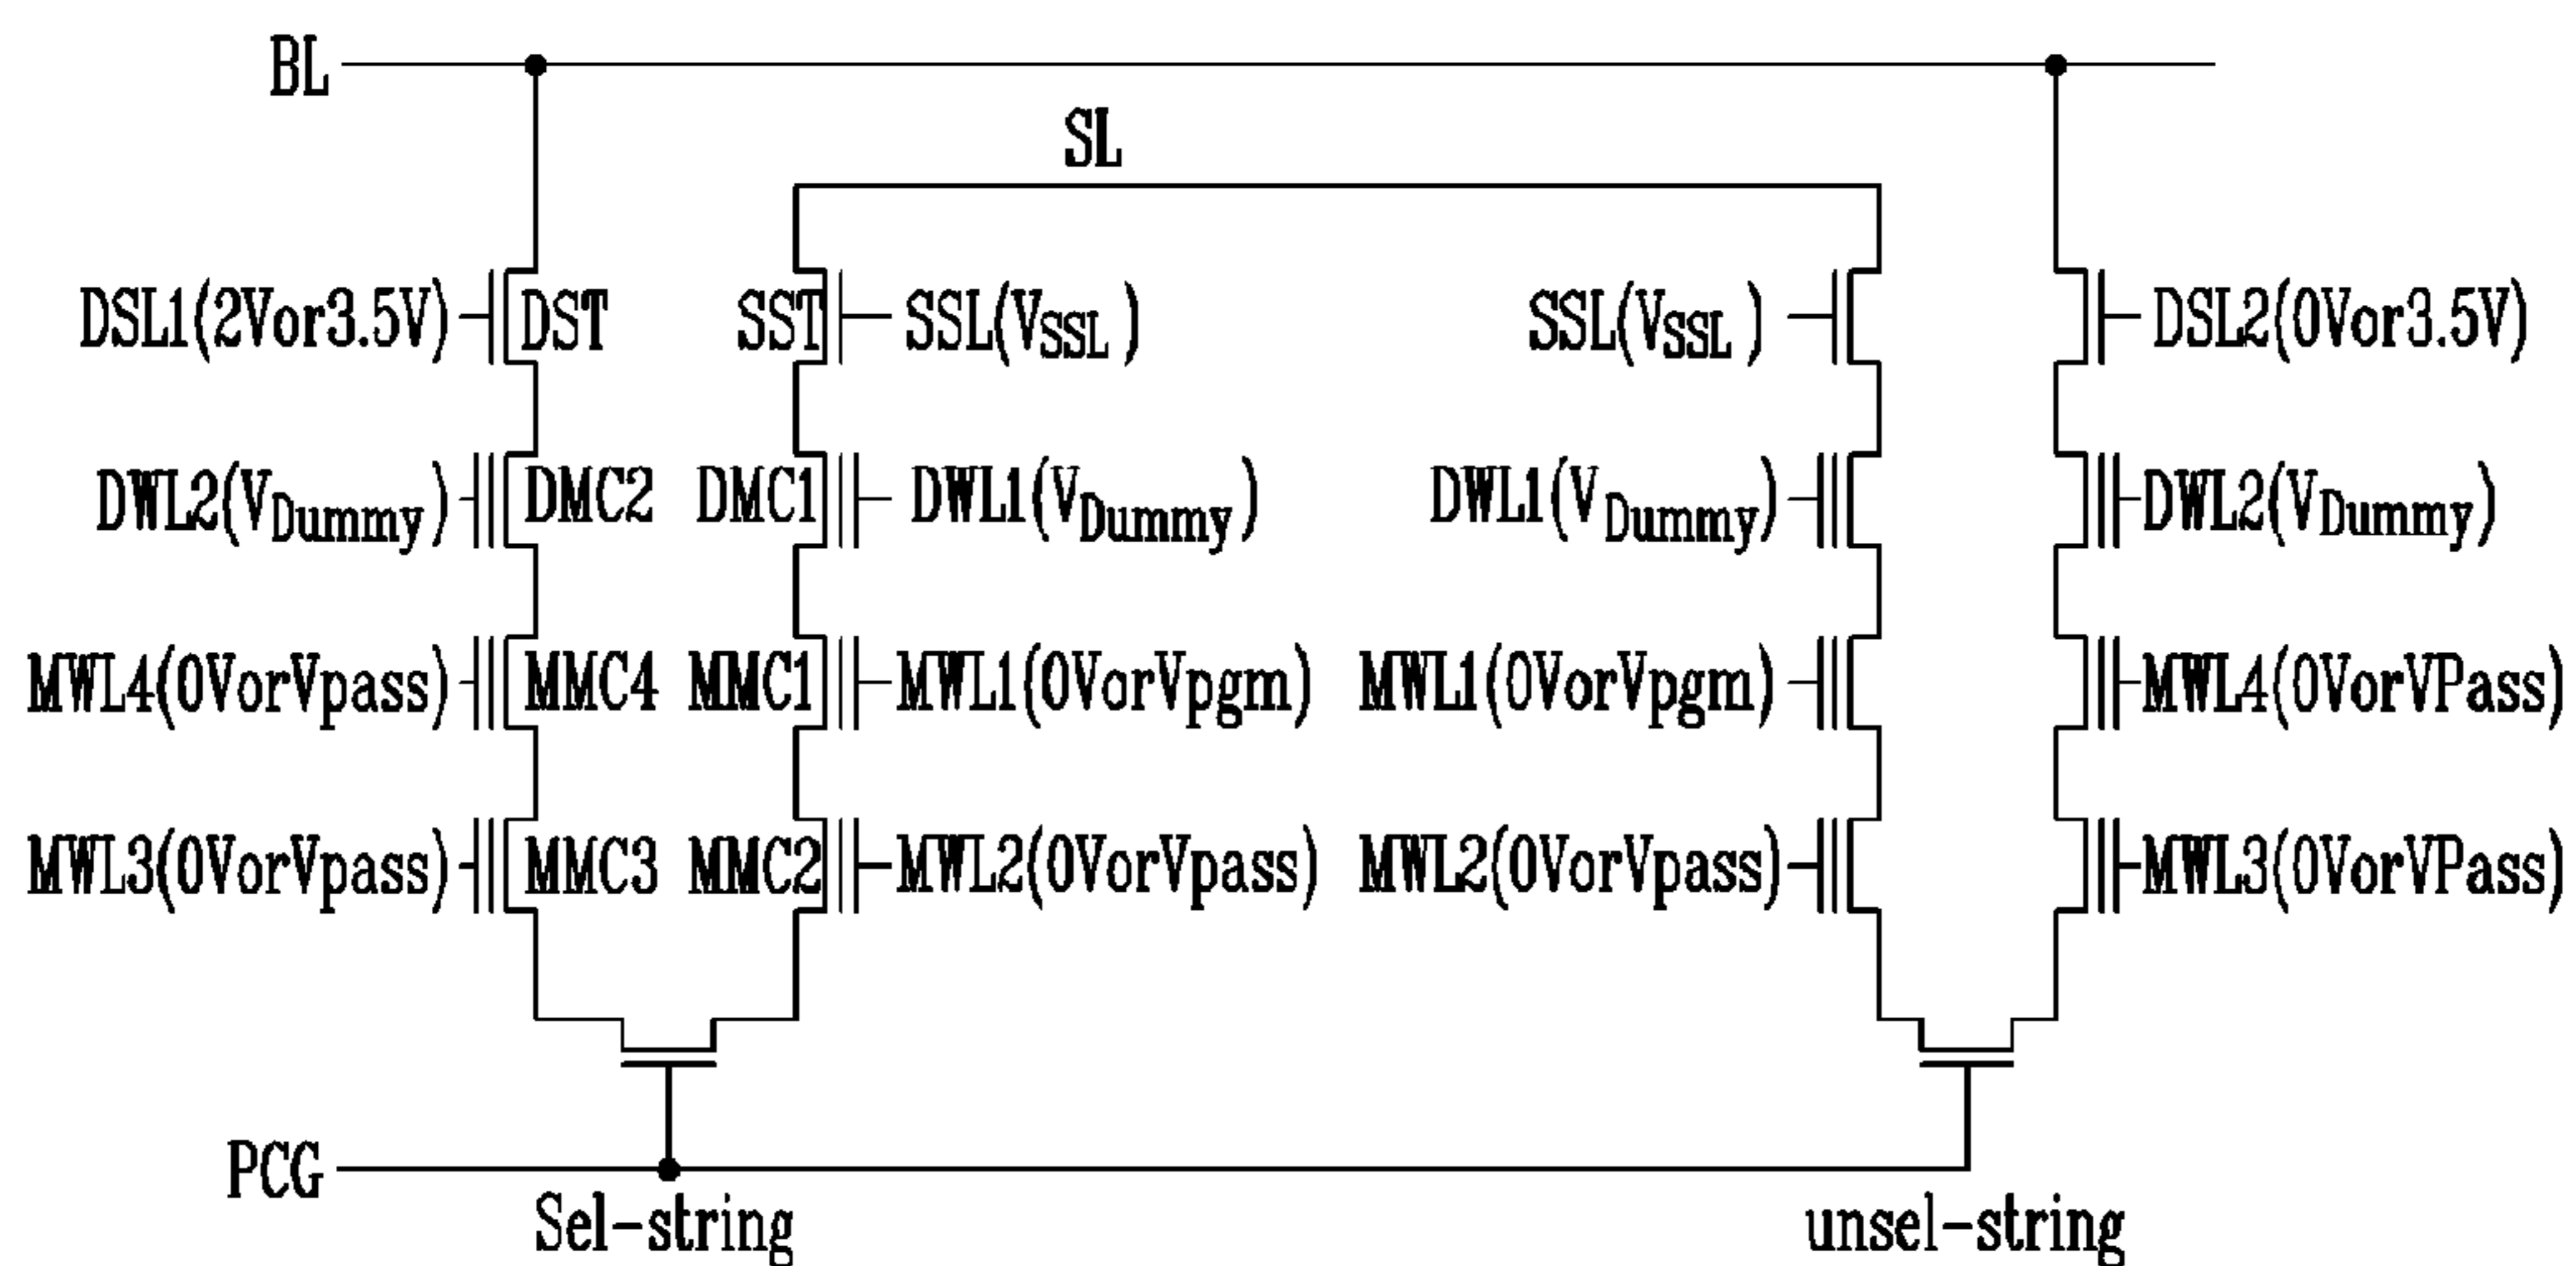 BL
SL
DSL1(2Vor3.5V) DST SST SSL(VSSL) SSL(VSSL) DSL2(0Vor3.5V)
DWL2(VDummy) DMC2 DMC1 DWL1(VDummy) DWL1(VDummy) DWL2(VDummy)
MWL4(0VorVpass) MMC4 MMC1 MWL1(0VorVpgm) MWL1(0VorVpgm) MWL4(0VorVPass)
MWL3(0VorVpass) MMC3 MMC2 MWL2(0VorVpass) MWL2(0VorVpass) MWL3(0VorVPass)
PCG
Sel-string unsel-string